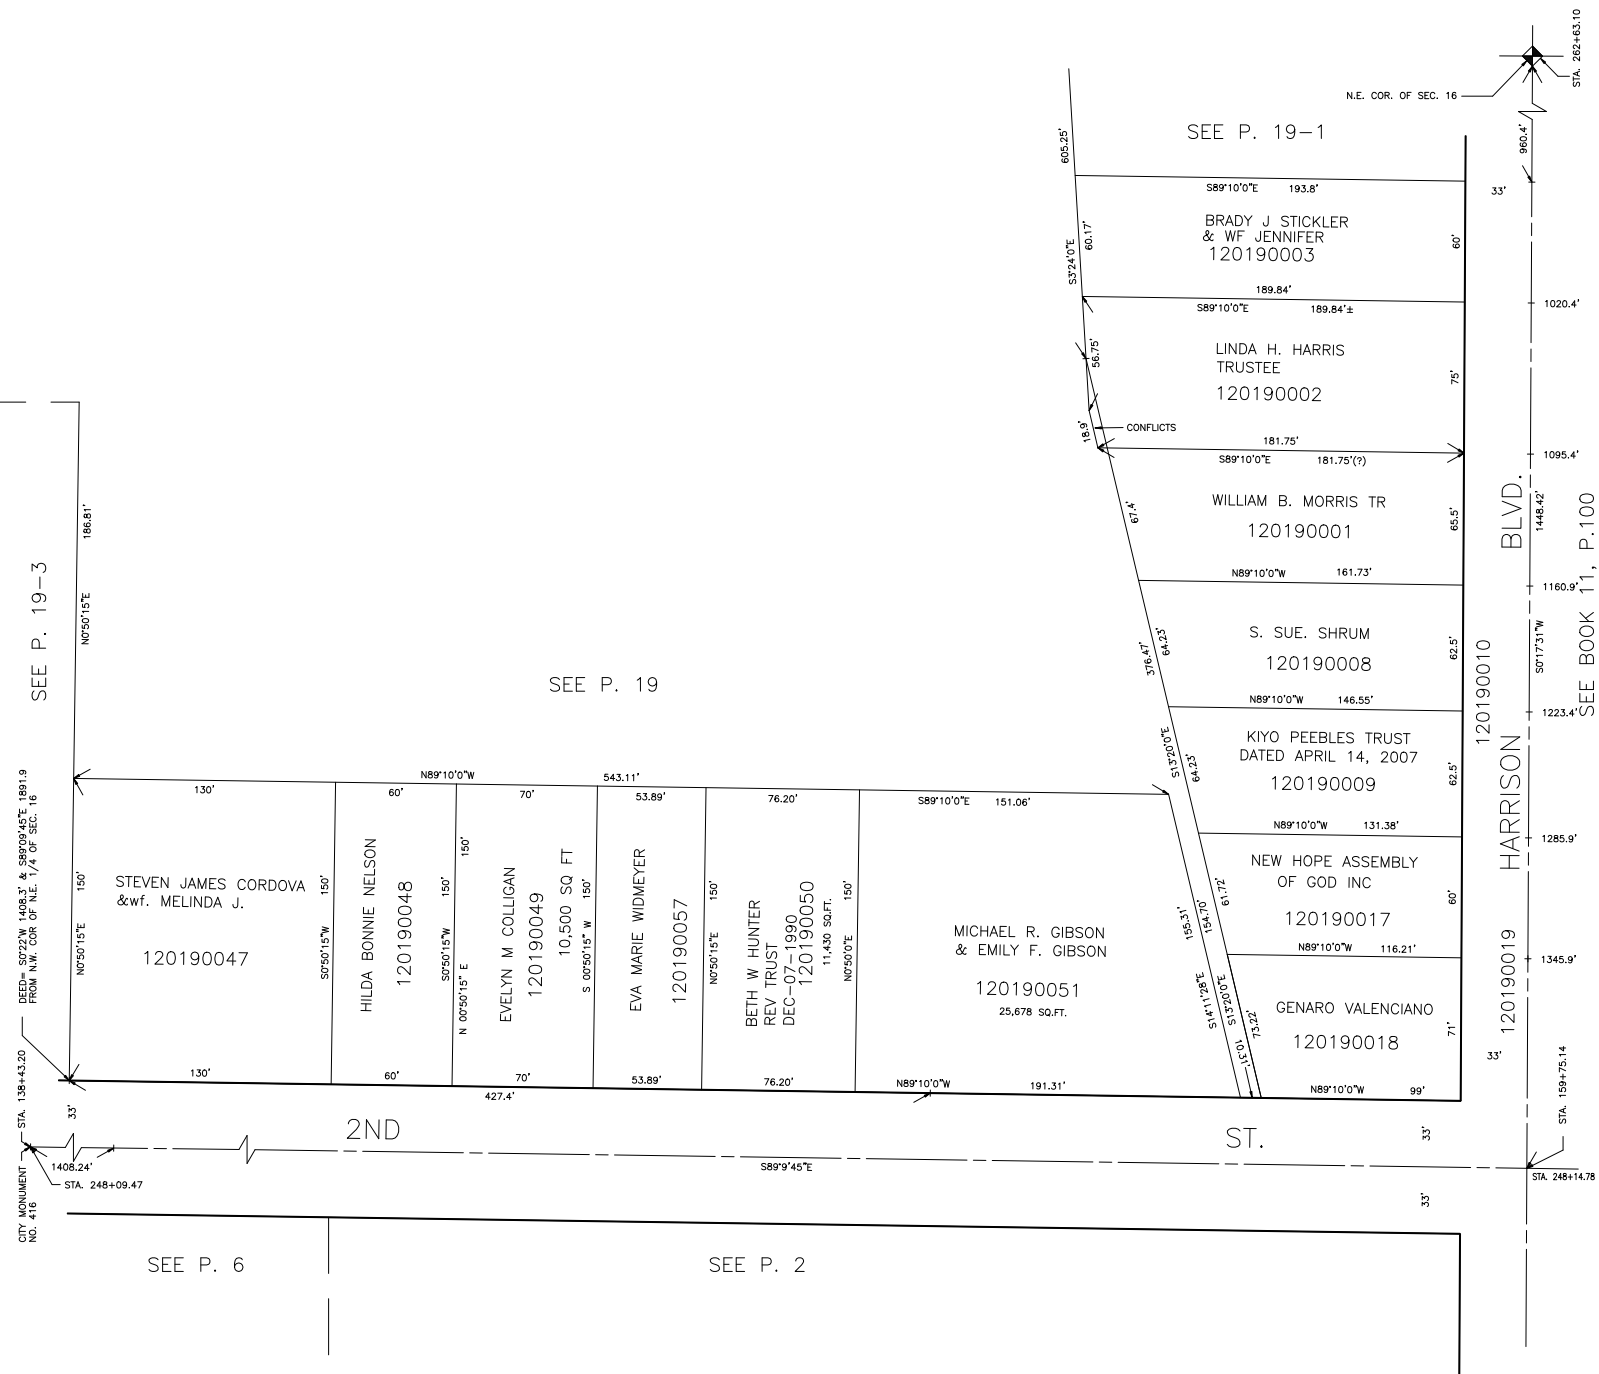 STA. 262+63.10
N.E. COR. OF SEC. 16
SEE P. 19-1
605.25'
960.4'
S89°10'0"E 193.8'
33'
BRADY J STICKLER
& WF JENNIFER
120190003
60.17'
S3°24'0"E
60'
189.84'
S89°10'0"E 189.84'±
1020.4'
LINDA H. HARRIS
TRUSTEE
120190002
56.75'
75'
18.9'
CONFLICTS
181.75'
S89°10'0"E 181.75'(?)
1095.4'
WILLIAM B. MORRIS TR
120190001
67.4'
65.5'
N89°10'0"W 161.73'
1160.9'
S. SUE. SHRUM
120190008
64.23'
376.47'
62.5'
N89°10'0"W 146.55'
1223.4'
KIYO PEEBLES TRUST
DATED APRIL 14, 2007
120190009
S13°20'0"E
64.23'
62.5'
N89°10'0"W 131.38'
1285.9'
NEW HOPE ASSEMBLY
OF GOD INC
120190017
61.72'
60'
N89°10'0"W 116.21'
1345.9'
GENARO VALENCIANO
120190018
73.22'
71'
N89°10'0"W 99'
HARRISON BLVD.
120190010
120190019
1448.42'
S0°17'31"W
SEE BOOK 11, P.100
33'
STA. 159+75.14
STA. 248+14.78
SEE P. 19-3
186.81'
N0°50'15"E
SEE P. 19
DEED= S0°22'W 1408.3' & S89°09'45"E 1891.9
FROM N.W. COR OF N.E. 1/4 OF SEC. 16
N89°10'0"W 543.11'
130'
60'
70'
53.89'
76.20'
S89°10'0"E 151.06'
N0°50'15"E 150'
STEVEN JAMES CORDOVA
&wf. MELINDA J.
120190047
S0°50'15"W 150'
HILDA BONNIE NELSON
120190048
S0°50'15"W 150'
N 00°50'15" E 150'
EVELYN M COLLIGAN
120190049
10,500 SQ FT
S 00°50'15" W 150'
EVA MARIE WIDMEYER
120190057
N0°50'15"E 150'
BETH W HUNTER
REV TRUST
DEC-07-1990
120190050
11,430 SQ.FT.
N0°50'0"E 150'
MICHAEL R. GIBSON
& EMILY F. GIBSON
120190051
25,678 SQ.FT.
155.31'
154.70'
S14°11'28"E
S13°20'0"E
13.01'
130'
60'
70'
53.89'
76.20'
N89°10'0"W 191.31'
427.4'
STA. 138+43.20
33'
2ND ST.
33'
1408.24'
STA. 248+09.47
S89°9'45"E
CITY MONUMENT
NO. 416
33'
SEE P. 6
SEE P. 2